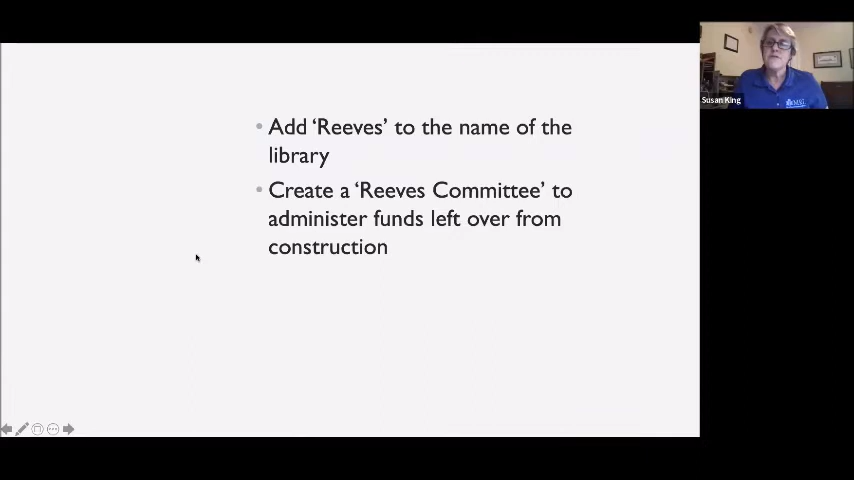 • Add ‘Reeves’ to the name of the
library
• Create a ‘Reeves Committee’ to
administer funds left over from
construction
Susan King